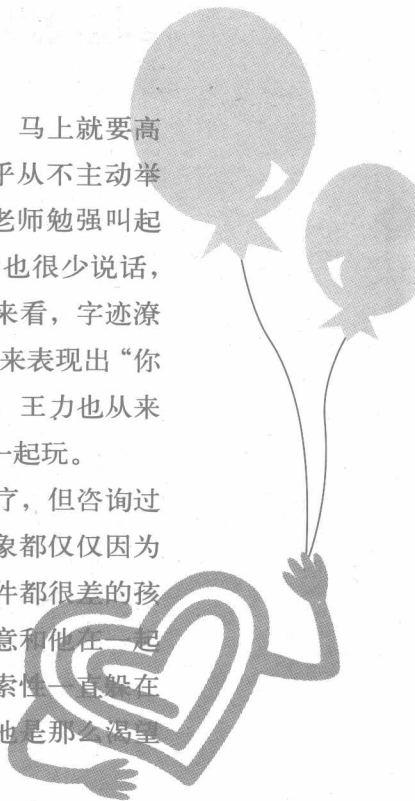 马上就要高
乎从不主动举
老师勉强叫起
也很少说话，
来看，字迹潦
来表现出“你
王力也从来
一起玩。
疗，但咨询过
象都仅仅因为
件都很差的孩
意和他在一起
索性一直躲在
他是那么渴望